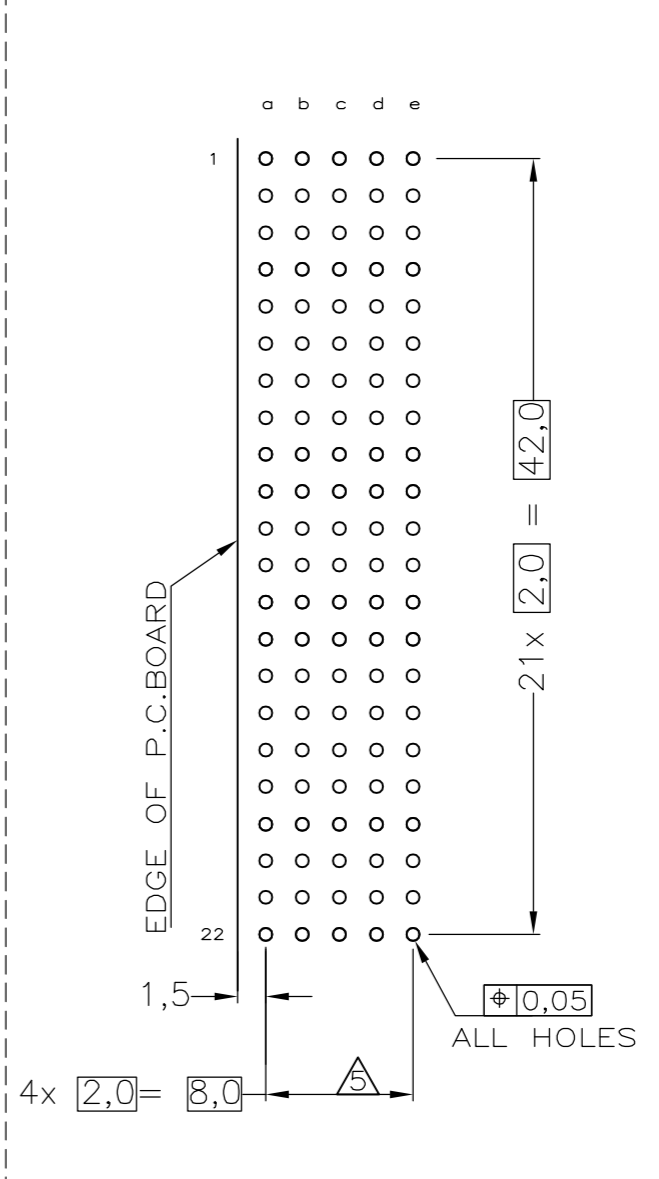 a b c d e
1
42,0
21x 2,0 =
EDGE OF P.C.BOARD
22
1,5
⌖ 0,05
ALL HOLES
5
4x 2,0= 8,0